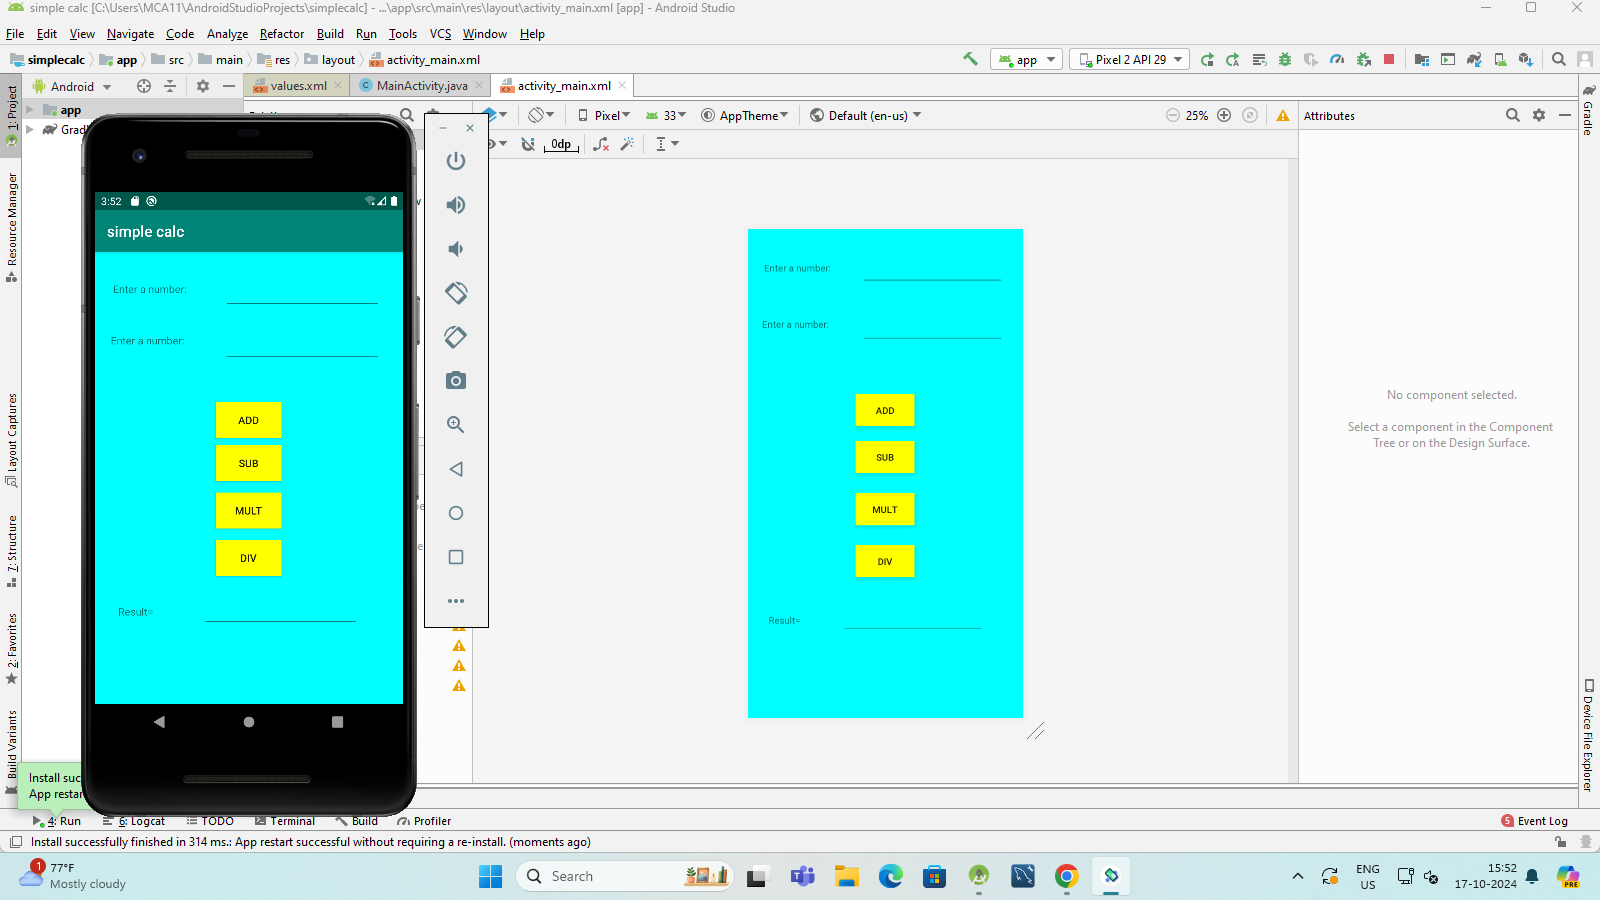 simple calc [C:\Users\MCA11\AndroidStudioProjects\simplecalc] - ...\app\src\main\res\layout\activity_main.xml [app] - Android Studio
File Edit View Navigate Code Analyze Refactor Build Run Tools VCS Window Help
simplecalc app src main res layout activity_main.xml
app Pixel 2 API 29
Android values.xml MainActivity.java activity_main.xml
app
Gradl
Pixel 33 AppTheme Default (en-us) 25% Attributes
0dp
1: Project
Resource Manager
Layout Captures
7: Structure
2: Favorites
Build Variants
Gradle
Device File Explorer
3:52
simple calc
Enter a number:
Enter a number:
ADD
SUB
MULT
DIV
Result=
Enter a number:
Enter a number:
ADD
SUB
MULT
DIV
Result=
No component selected.
Select a component in the Component
Tree or on the Design Surface.
Install suc
App restar
4: Run 6: Logcat TODO Terminal Build Profiler 5 Event Log
Install successfully finished in 314 ms.: App restart successful without requiring a re-install. (moments ago)
1 77°F
Mostly cloudy
Search
ENG
US
15:52
17-10-2024
PRE